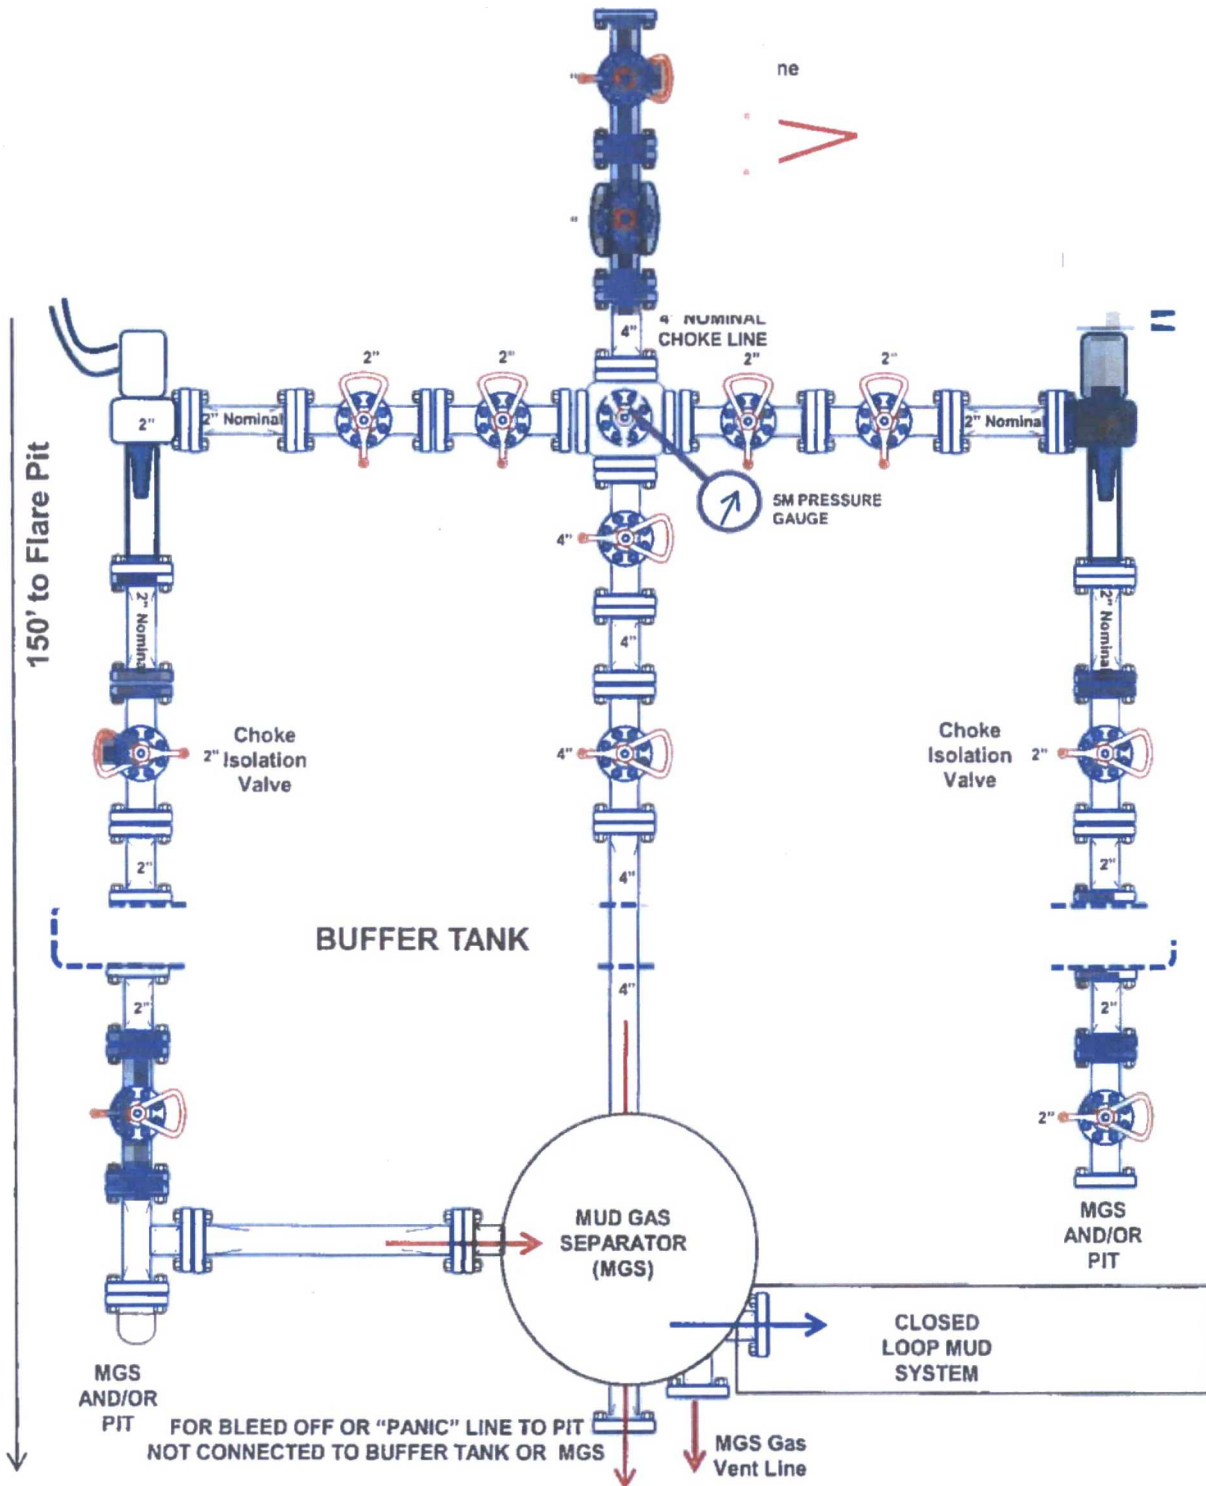 ne
"
"
4" NOMINAL
CHOKE LINE
4"
2"
2"
2"
2"
2"
2" Nominal
2" Nominal
5M PRESSURE
GAUGE
4"
150' to Flare Pit
2" Nominal
2" Nominal
4"
Choke
Isolation
Valve
2"
4"
Choke
Isolation
Valve
2"
2"
4"
2"
BUFFER TANK
2"
4"
2"
2"
MUD GAS
SEPARATOR
(MGS)
MGS
AND/OR
PIT
CLOSED
LOOP MUD
SYSTEM
MGS
AND/OR
PIT
FOR BLEED OFF OR "PANIC" LINE TO PIT
NOT CONNECTED TO BUFFER TANK OR MGS
MGS Gas
Vent Line